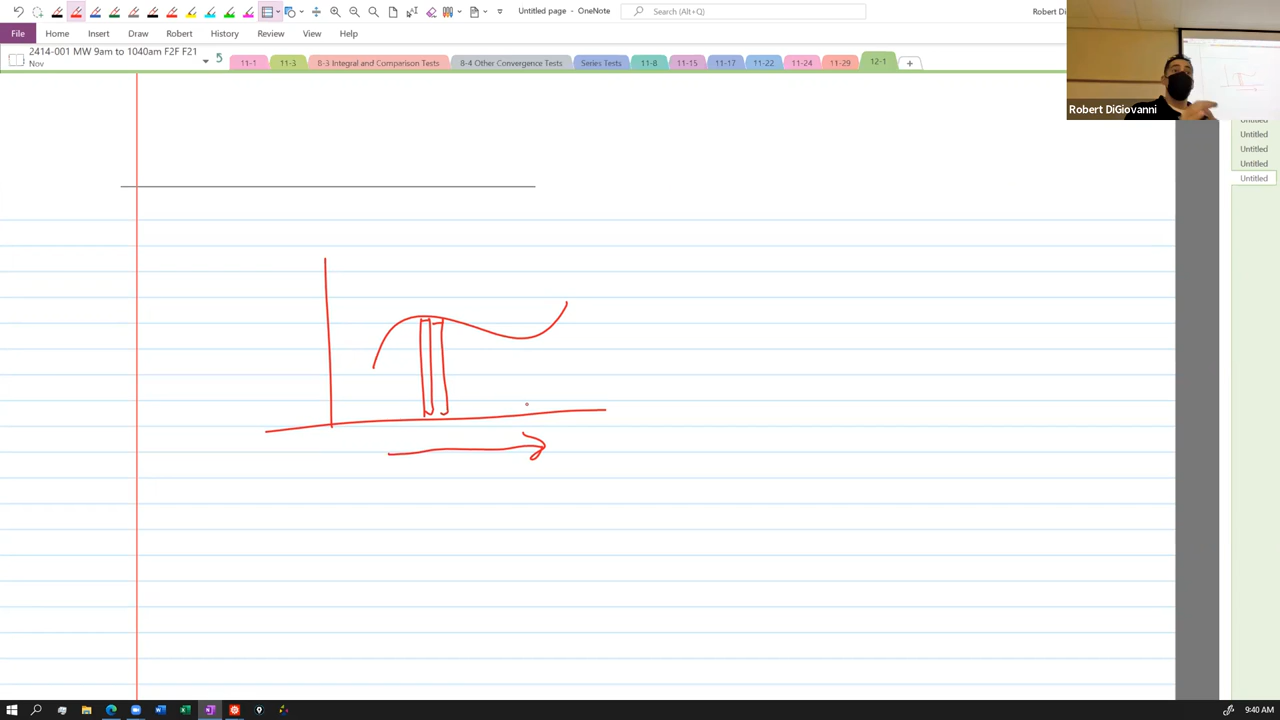 Untitled page - OneNote
Search (Alt+Q)
Robert Di
File Home Insert Draw Robert History View Help
2414-001 MW 9am to 1040am F2F F21
Nov
5
11-1
11-3
8-3 Integral and Comparison Tests
8-4 Other Convergence Tests
Series Tests
11-8
11-15
11-17
11-22
11-24
11-29
12-1
Robert DiGiovanni
Untitled
Untitled
Untitled
Untitled
Untitled
9:40 AM